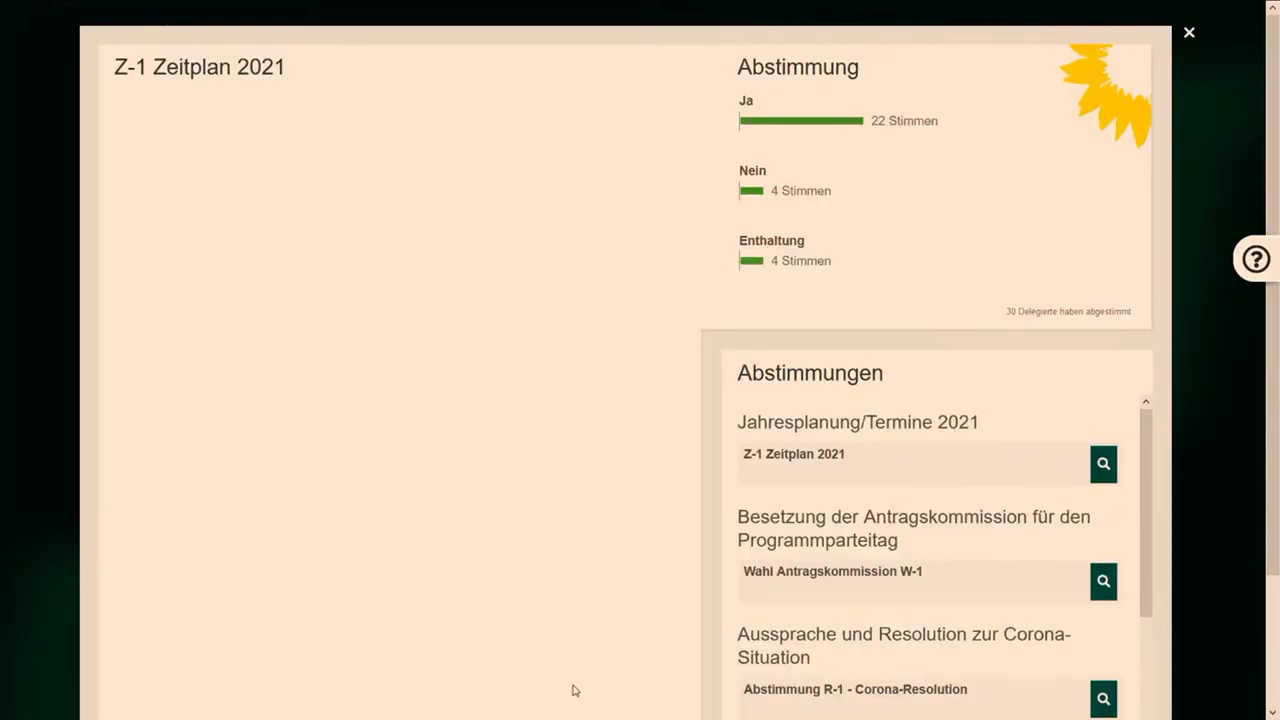 Z-1 Zeitplan 2021
Abstimmung
Ja
22 Stimmen
Nein
4 Stimmen
Enthaltung
4 Stimmen
30 Delegierte haben abgestimmt
Abstimmungen
Jahresplanung/Termine 2021
Z-1 Zeitplan 2021
Besetzung der Antragskommission für den
Programmparteitag
Wahl Antragskommission W-1
Aussprache und Resolution zur Corona-
Situation
Abstimmung R-1 - Corona-Resolution